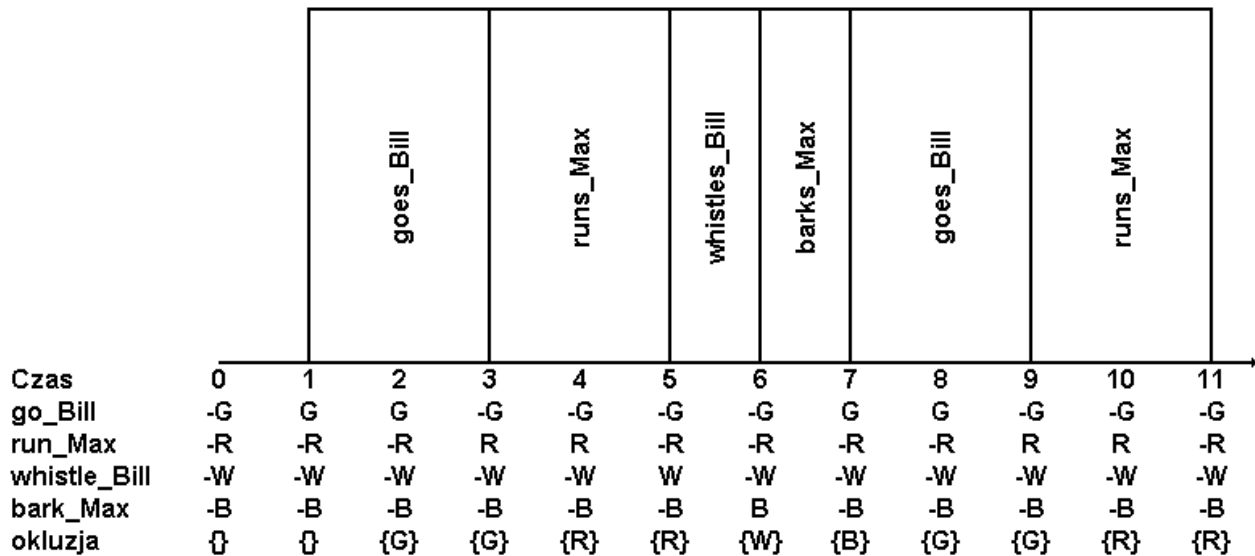 goes_Bill
runs_Max
whistles_Bill
barks_Max
goes_Bill
runs_Max
Czas 0 1 2 3 4 5 6 7 8 9 10 11
go_Bill -G G G -G -G -G -G G G -G -G -G
run_Max -R -R -R R R -R -R -R -R R R -R
whistle_Bill -W -W -W -W -W W -W -W -W -W -W -W
bark_Max -B -B -B -B -B -B B -B -B -B -B -B
okluzja {} {} {G} {G} {R} {R} {W} {B} {G} {G} {R} {R}